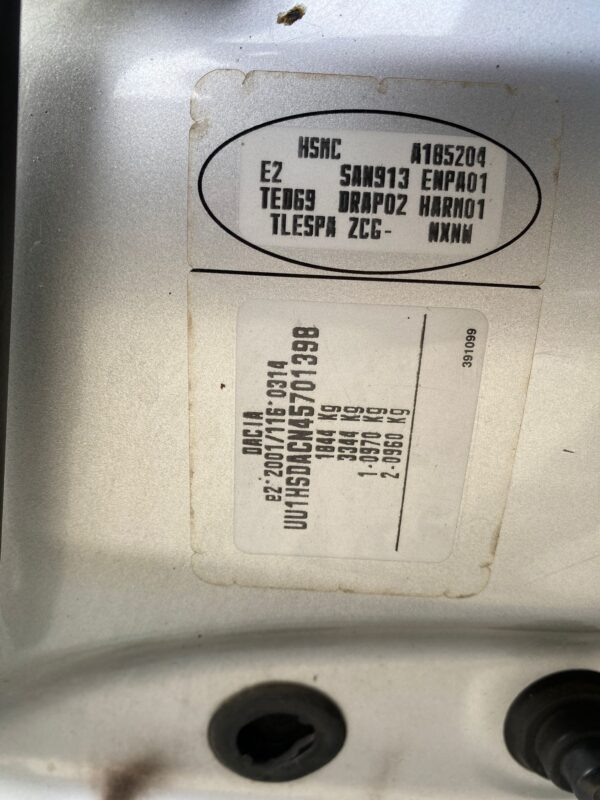 HSMC A185204
E2 SAN913 ENPA01
TED69 DRAP02 HARM01
TLESPA ZCG- NXNW
DACIA
e2*2001/116*0314
UU1HSDACN45701398
1844 Kg
3344 Kg
1-0970 Kg
2-0960 Kg
391099